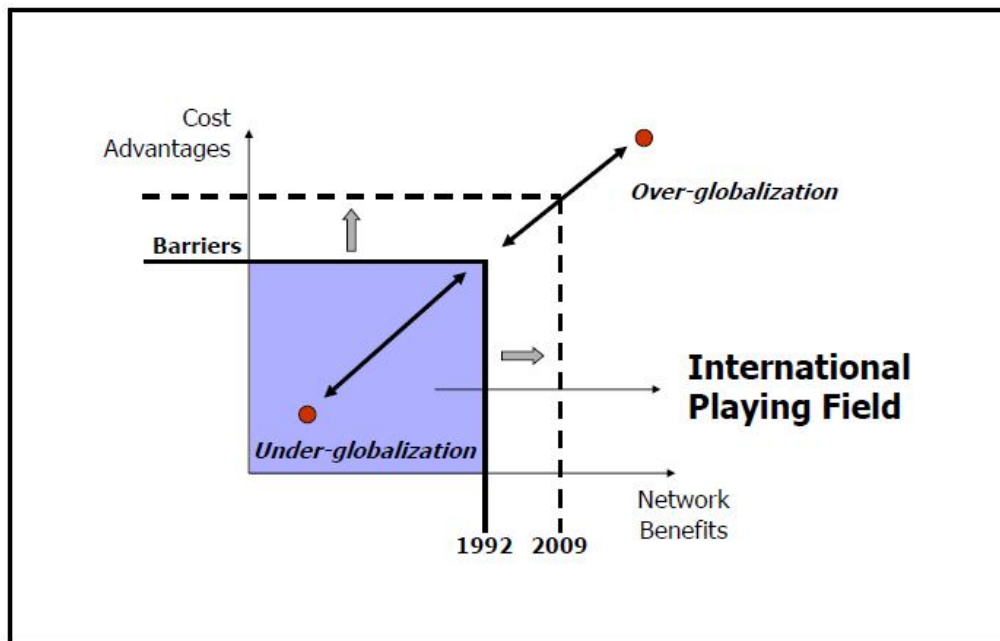 Cost
Advantages
Over-globalization
Barriers
International
Playing Field
Under-globalization
Network
Benefits
1992
2009